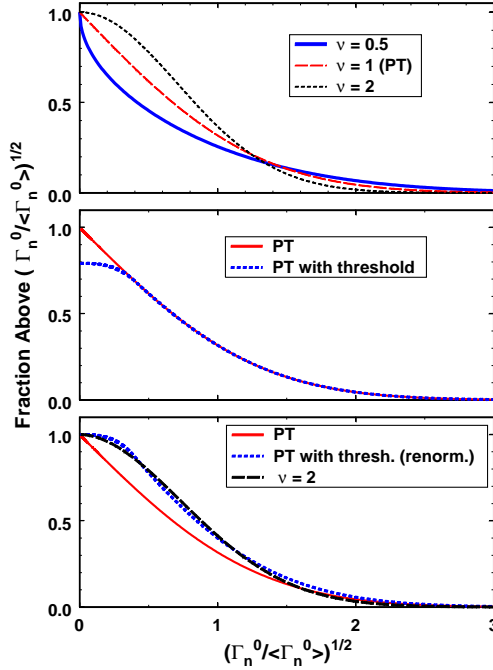 Fraction Above ( Γn0/<Γn0>)1/2
1.0
0.5
0.0
ν = 0.5
ν = 1 (PT)
ν = 2
1.0
0.5
0.0
PT
PT with threshold
1.0
0.5
0.0
PT
PT with thresh. (renorm.)
ν = 2
0 1 2 3
(Γn0/<Γn0>)1/2